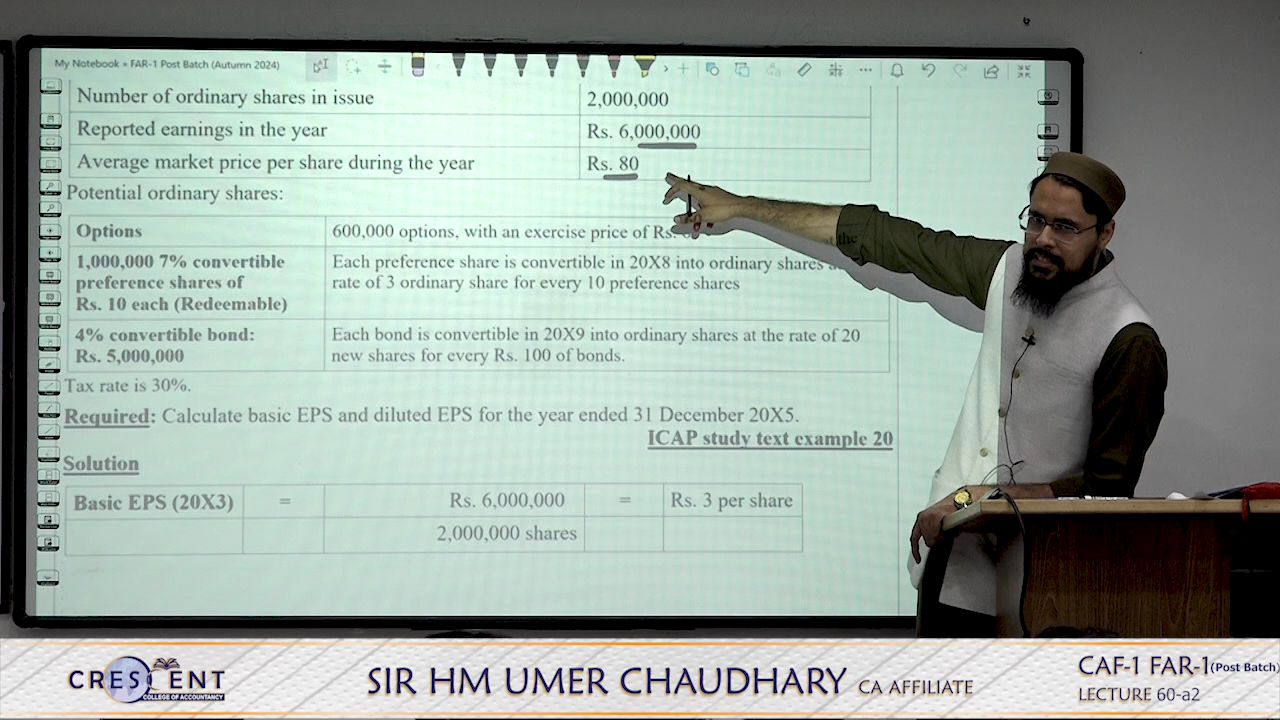 My Notebook » FAR-1 Post Batch (Autumn 2024)
Number of ordinary shares in issue 2,000,000
Reported earnings in the year Rs. 6,000,000
Average market price per share during the year Rs. 80
Potential ordinary shares:
Options 600,000 options, with an exercise price of Rs.
1,000,000 7% convertible preference shares of Rs. 10 each (Redeemable)
Each preference share is convertible in 20X8 into ordinary shares at the
rate of 3 ordinary share for every 10 preference shares
4% convertible bond:
Rs. 5,000,000
Each bond is convertible in 20X9 into ordinary shares at the rate of 20
new shares for every Rs. 100 of bonds.
Tax rate is 30%.
Required: Calculate basic EPS and diluted EPS for the year ended 31 December 20X5.
ICAP study text example 20
Solution
Basic EPS (20X3) = Rs. 6,000,000 = Rs. 3 per share
2,000,000 shares
CRESCENT
COLLEGE OF ACCOUNTANCY
SIR HM UMER CHAUDHARY CA AFFILIATE
CAF-1 FAR-1(Post Batch)
LECTURE 60-a2